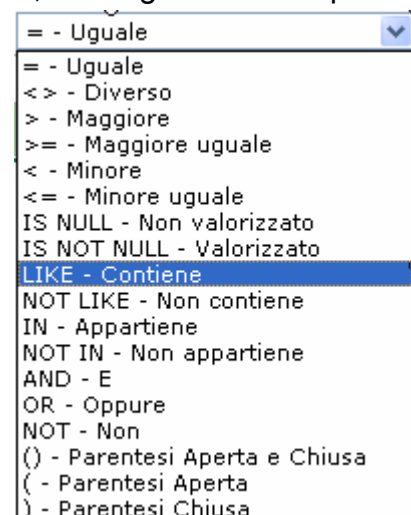 = - Uguale
= - Uguale
<> - Diverso
> - Maggiore
>= - Maggiore uguale
< - Minore
<= - Minore uguale
IS NULL - Non valorizzato
IS NOT NULL - Valorizzato
LIKE - Contiene
NOT LIKE - Non contiene
IN - Appartiene
NOT IN - Non appartiene
AND - E
OR - Oppure
NOT - Non
() - Parentesi Aperta e Chiusa
( - Parentesi Aperta
) - Parentesi Chiusa